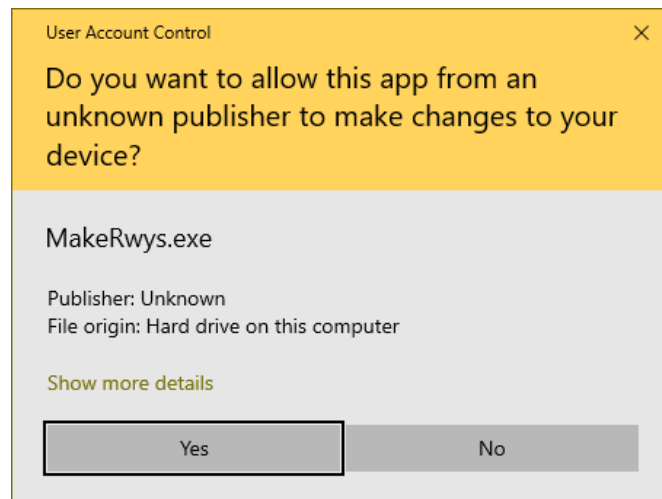 User Account Control
Do you want to allow this app from an
unknown publisher to make changes to your
device?
MakeRwys.exe
Publisher: Unknown
File origin: Hard drive on this computer
Show more details
Yes
No